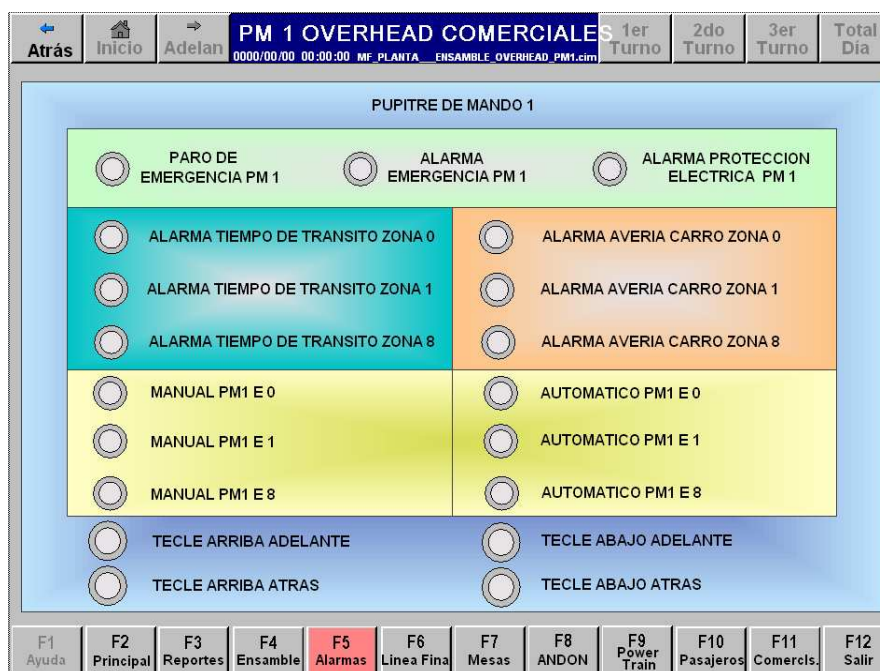 Atrás
Inicio
Adelan
PM 1 OVERHEAD COMERCIALES
0000/00/00 00:00:00 MF_PLANTA__ENSAMBLE_OVERHEAD_PM1.cim
1er
Turno
2do
Turno
3er
Turno
Total
Día
PUPITRE DE MANDO 1
PARO DE
EMERGENCIA PM 1
ALARMA
EMERGENCIA PM 1
ALARMA PROTECCION
ELECTRICA PM 1
ALARMA TIEMPO DE TRANSITO ZONA 0
ALARMA AVERIA CARRO ZONA 0
ALARMA TIEMPO DE TRANSITO ZONA 1
ALARMA AVERIA CARRO ZONA 1
ALARMA TIEMPO DE TRANSITO ZONA 8
ALARMA AVERIA CARRO ZONA 8
MANUAL PM1 E 0
AUTOMATICO PM1 E 0
MANUAL PM1 E 1
AUTOMATICO PM1 E 1
MANUAL PM1 E 8
AUTOMATICO PM1 E 8
TECLE ARRIBA ADELANTE
TECLE ABAJO ADELANTE
TECLE ARRIBA ATRAS
TECLE ABAJO ATRAS
F1
Ayuda
F2
Principal
F3
Reportes
F4
Ensamble
F5
Alarmas
F6
Linea Fina
F7
Mesas
F8
ANDON
F9
Power
Train
F10
Pasajeros
F11
Comercls.
F12
Salir